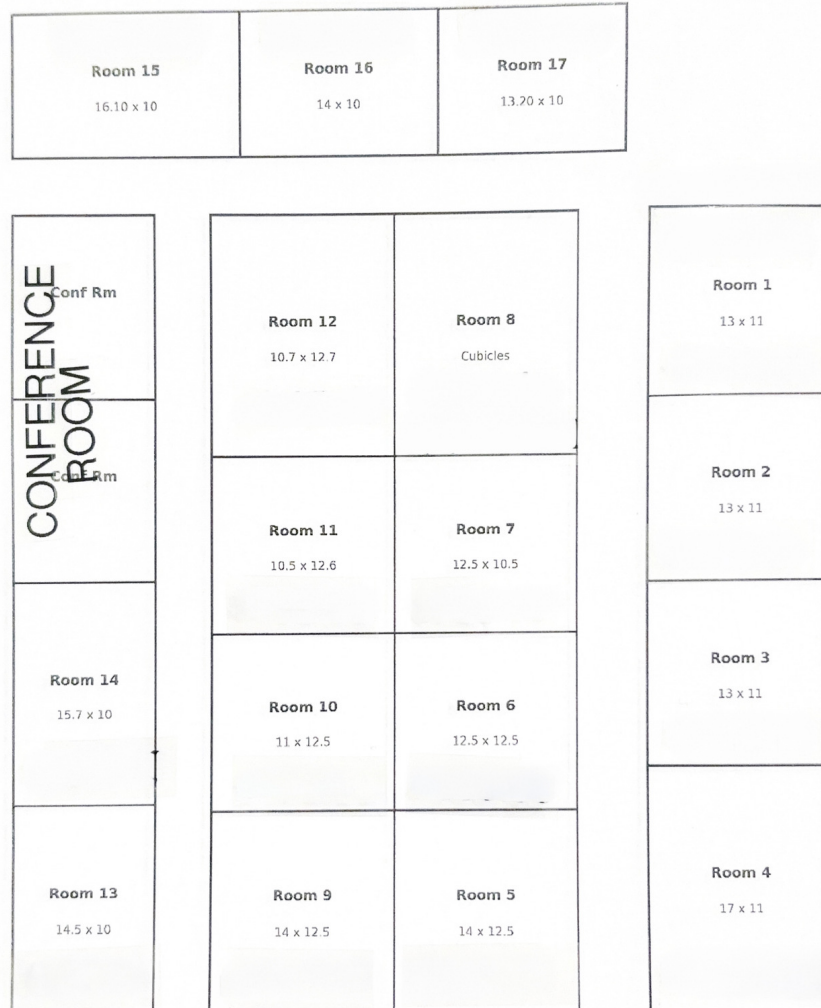 Room 15
16.10 x 10
Room 16
14 x 10
Room 17
13.20 x 10
Conf Rm
Conf Rm
CONFERENCE
ROOM
Room 14
15.7 x 10
Room 13
14.5 x 10
Room 12
10.7 x 12.7
Room 8
Cubicles
Room 11
10.5 x 12.6
Room 7
12.5 x 10.5
Room 10
11 x 12.5
Room 6
12.5 x 12.5
Room 9
14 x 12.5
Room 5
14 x 12.5
Room 1
13 x 11
Room 2
13 x 11
Room 3
13 x 11
Room 4
17 x 11